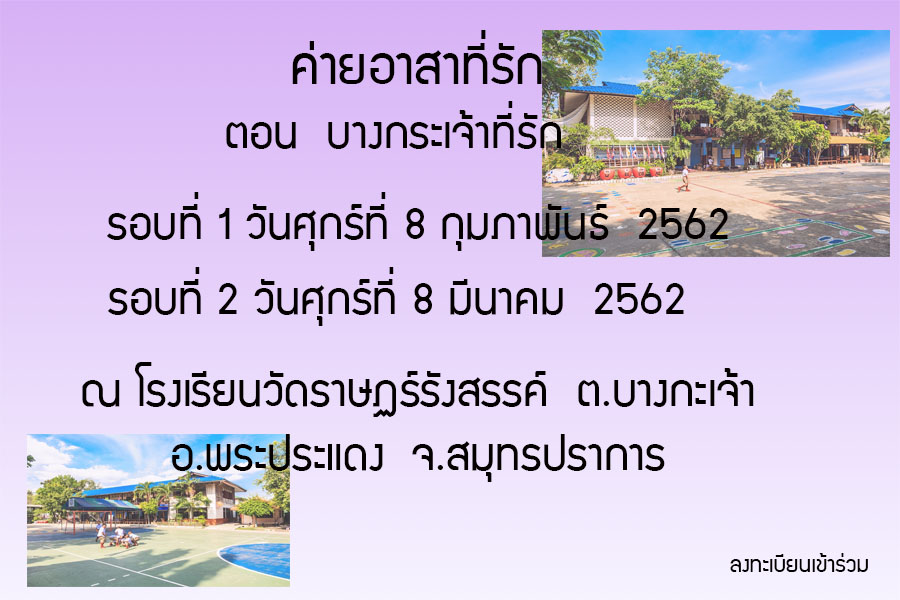 ค่ายอาสาที่รัก
ตอน บางกระเจ้าที่รัก
รอบที่ 1 วันศุกร์ที่ 8 กุมภาพันธ์ 2562
รอบที่ 2 วันศุกร์ที่ 8 มีนาคม 2562
ณ โรงเรียนวัดราษฎร์รังสรรค์ ต.บางกะเจ้า
อ.พระประแดง จ.สมุทรปราการ
ลงทะเบียนเข้าร่วม